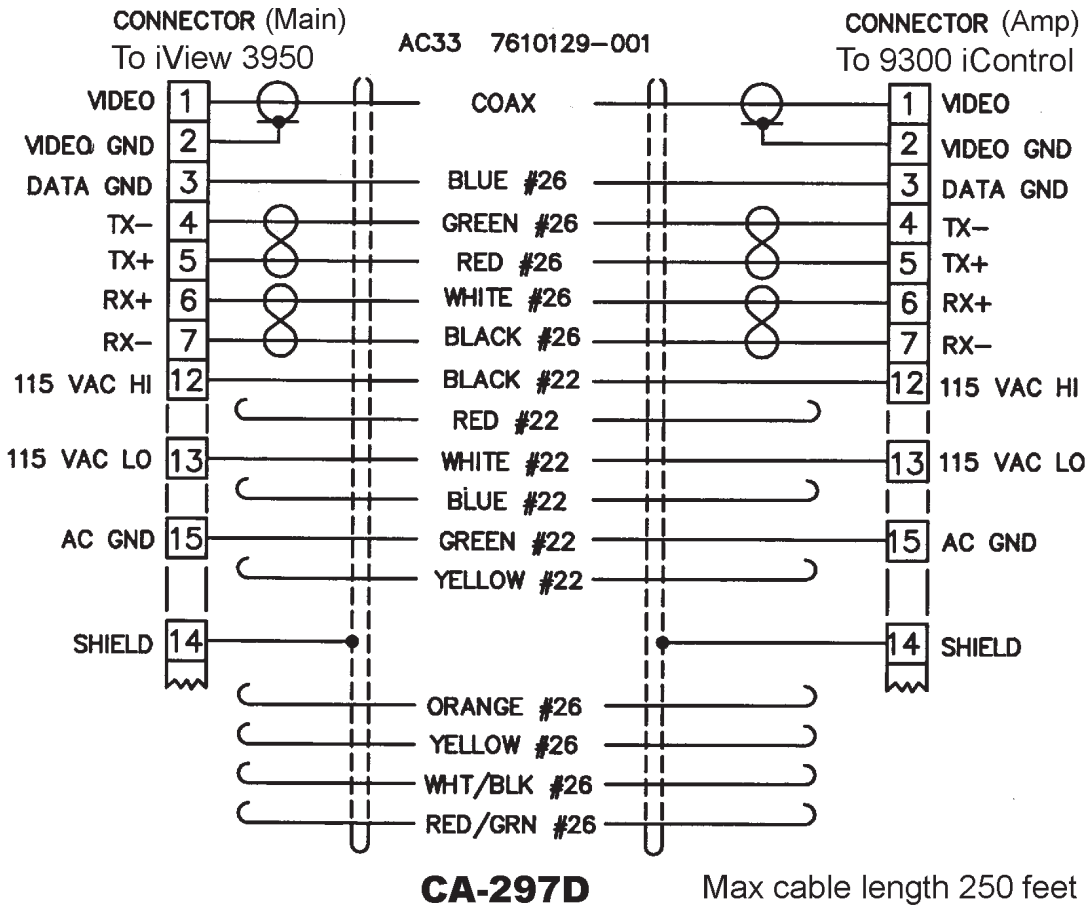 CONNECTOR (Main)
To iView 3950
AC33 7610129-001
CONNECTOR (Amp)
To 9300 iControl
VIDEO 1 COAX 1 VIDEO
VIDEO GND 2 2 VIDEO GND
DATA GND 3 BLUE #26 3 DATA GND
TX- 4 GREEN #26 4 TX-
TX+ 5 RED #26 5 TX+
RX+ 6 WHITE #26 6 RX+
RX- 7 BLACK #26 7 RX-
115 VAC HI 12 BLACK #22 12 115 VAC HI
RED #22
115 VAC LO 13 WHITE #22 13 115 VAC LO
BLUE #22
AC GND 15 GREEN #22 15 AC GND
YELLOW #22
SHIELD 14 14 SHIELD
ORANGE #26
YELLOW #26
WHT/BLK #26
RED/GRN #26
CA-297D
Max cable length 250 feet